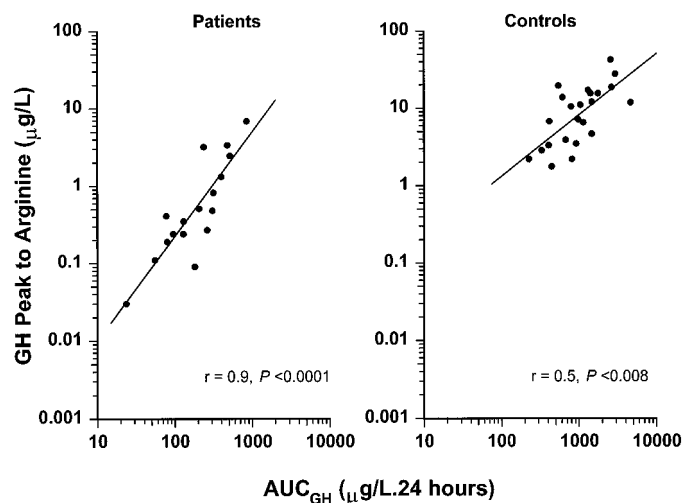 Patients
Controls
GH Peak to Arginine (μg/L)
100
10
1
0.1
0.01
0.001
r = 0.9, P <0.0001
10 100 1000 10000
100
10
1
0.1
0.01
0.001
r = 0.5, P <0.008
10 100 1000 10000
AUCGH (μg/L.24 hours)